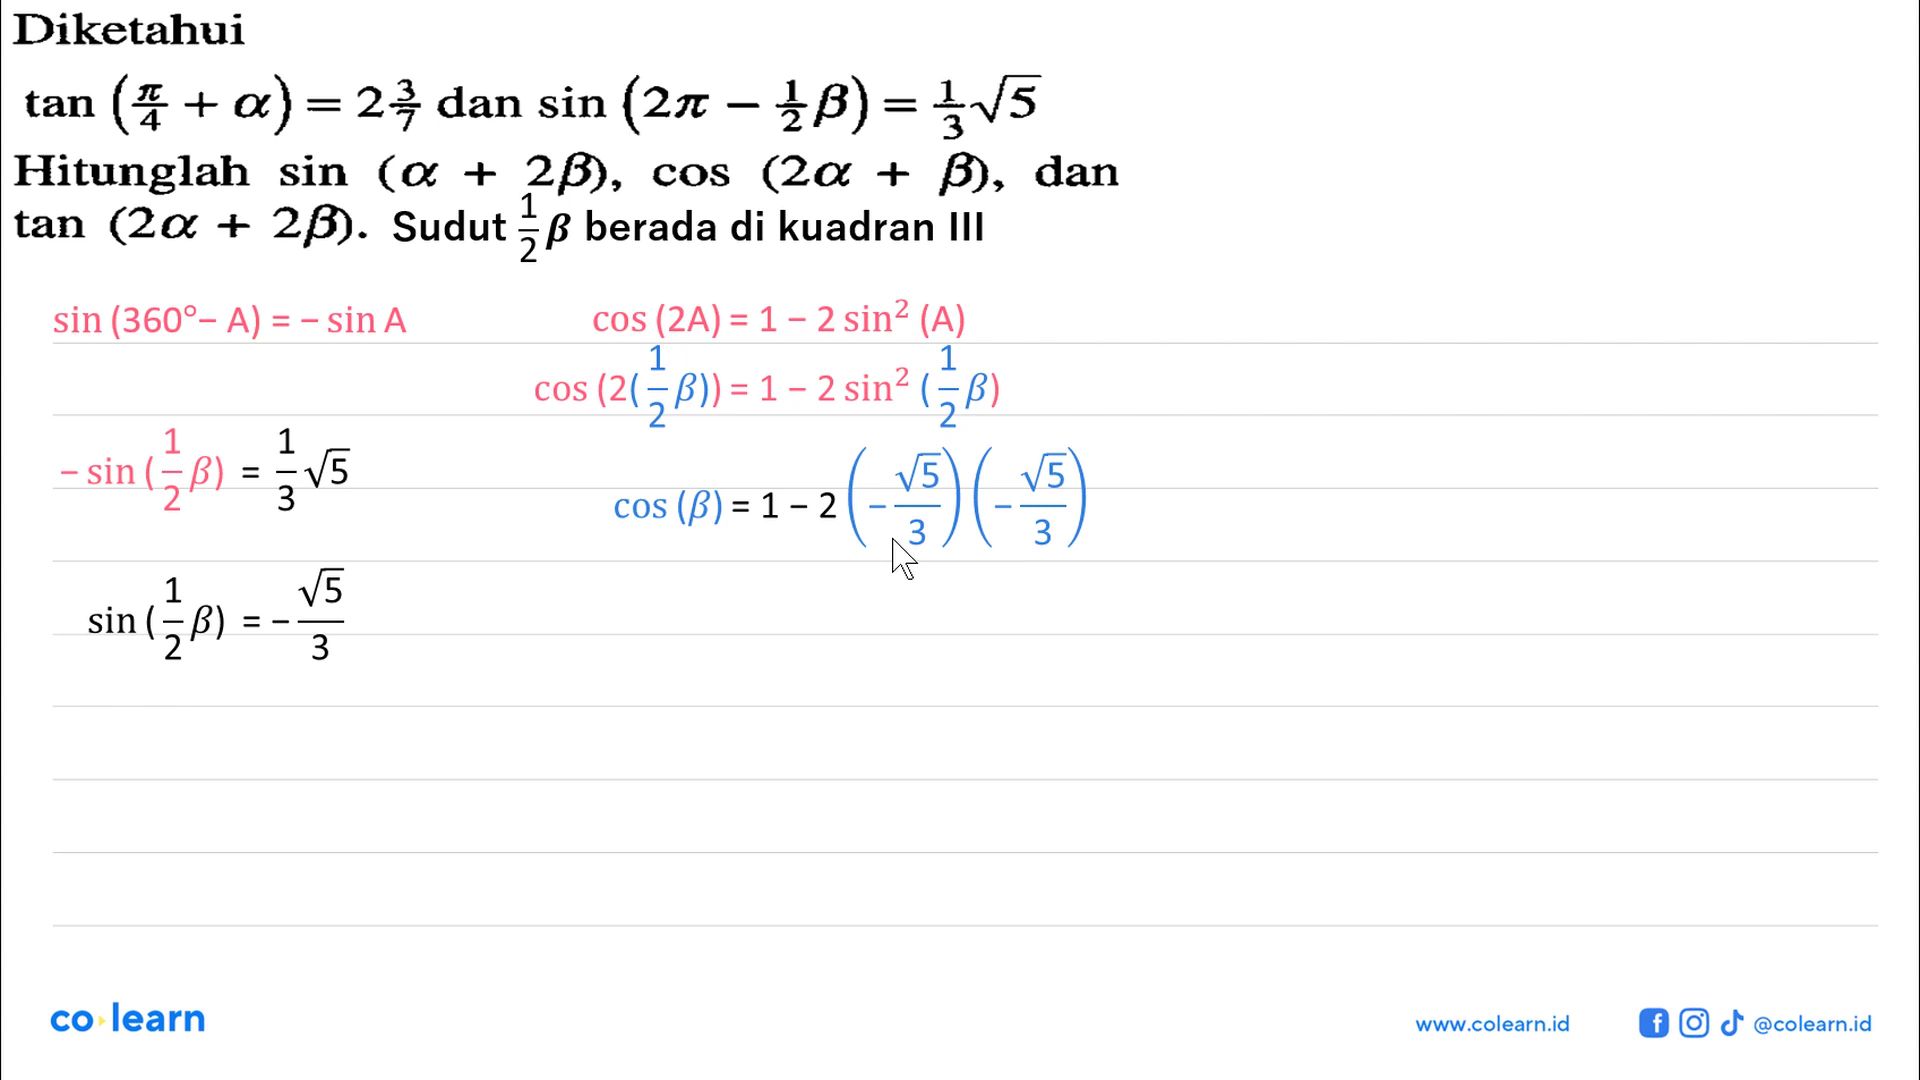 Diketahui
tan (π/4 + α) = 2 3/7 dan sin (2π − 1/2 β) = 1/3 √5
Hitunglah sin (α + 2β), cos (2α + β), dan
tan (2α + 2β). Sudut 1/2 β berada di kuadran III
sin (360°− A) = − sin A
cos (2A) = 1 − 2 sin² (A)
cos (2(1/2 β)) = 1 − 2 sin² (1/2 β)
− sin (1/2 β) = 1/3 √5
cos (β) = 1 − 2 (− √5/3) (− √5/3)
sin (1/2 β) = − √5/3
co learn
www.colearn.id
@colearn.id